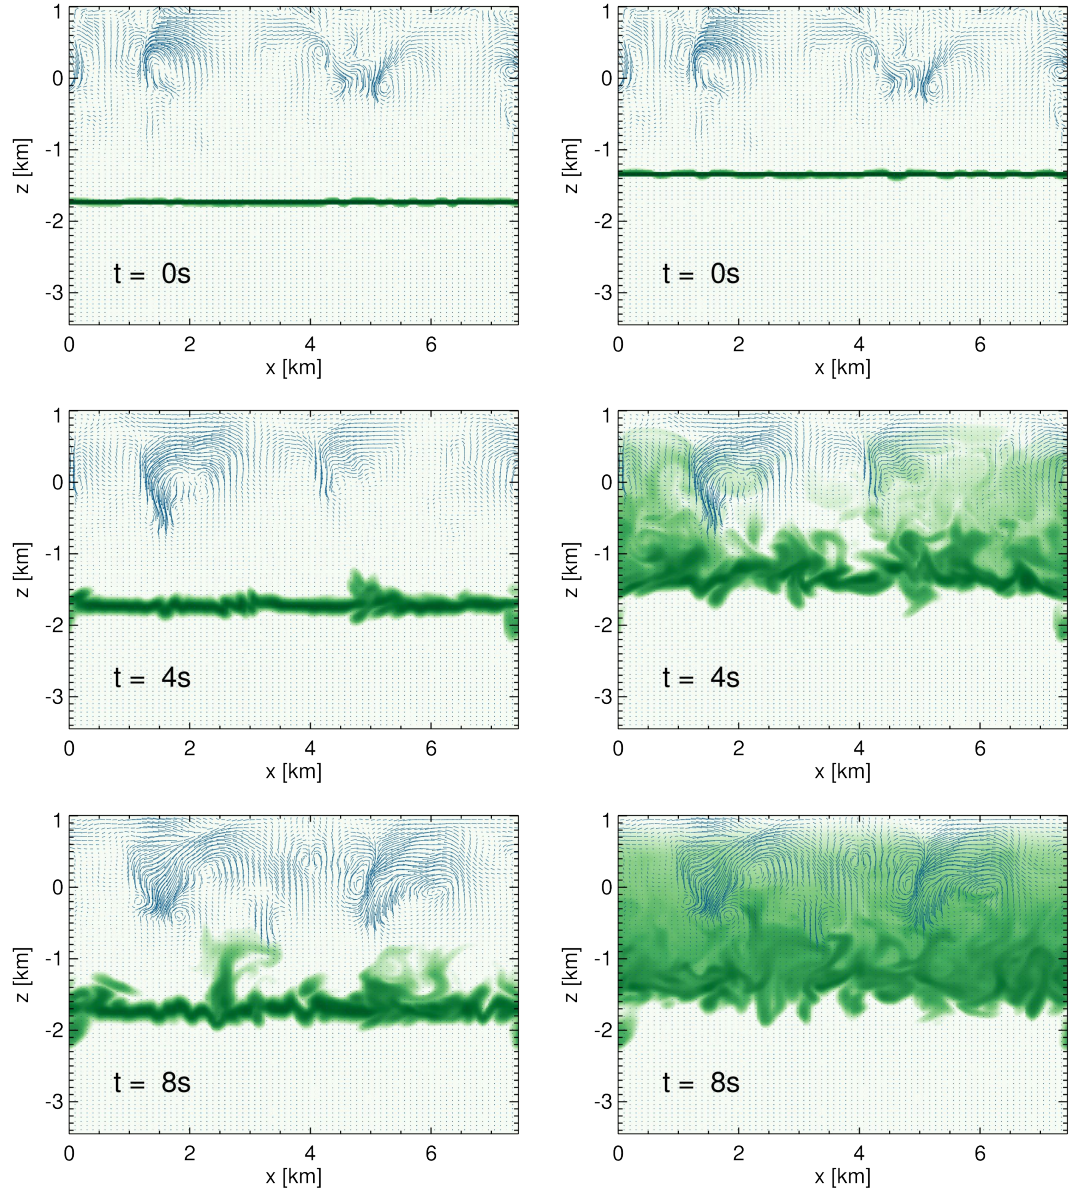 1 1
0 0
z [km] z [km]
-1 -1
-2 -2
t = 0s t = 0s
-3 -3
0 2 4 6 0 2 4 6
x [km] x [km]
1 1
0 0
z [km] z [km]
-1 -1
-2 -2
t = 4s t = 4s
-3 -3
0 2 4 6 0 2 4 6
x [km] x [km]
1 1
0 0
z [km] z [km]
-1 -1
-2 -2
t = 8s t = 8s
-3 -3
0 2 4 6 0 2 4 6
x [km] x [km]